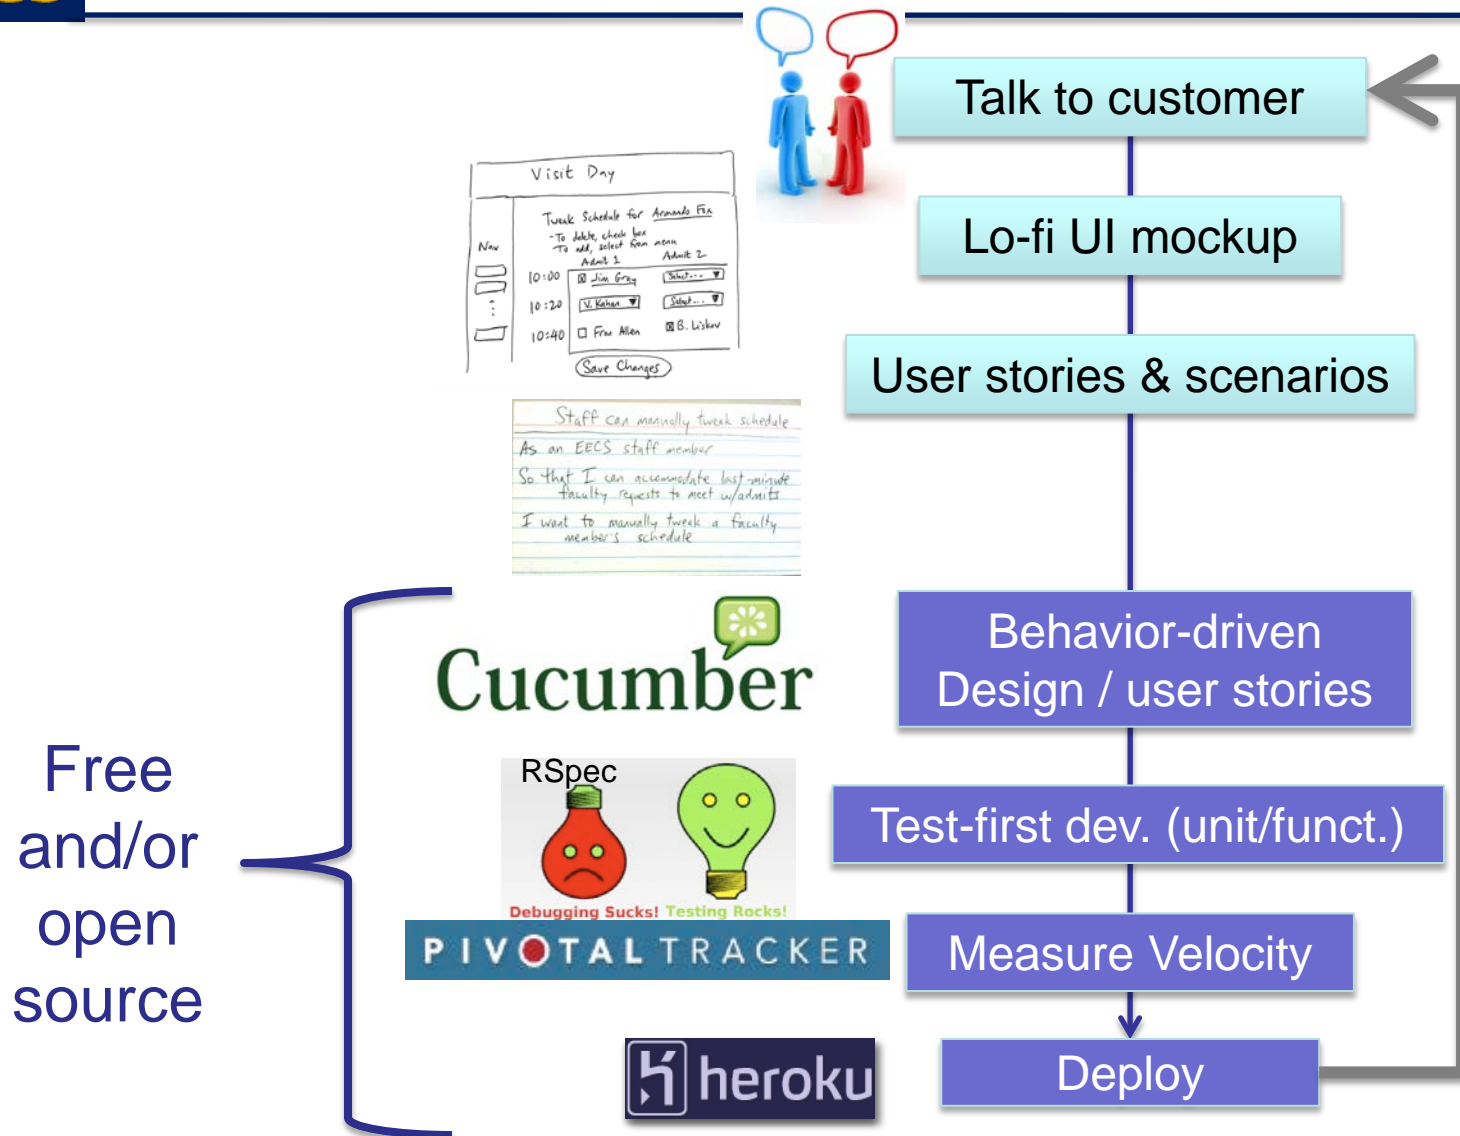 Talk to customer
Lo-fi UI mockup
User stories & scenarios
Visit Day
Tweak Schedule for Armando Fox
-To delete, check box
-To add, select from menu
Nav
Admit 1 Admit 2
10:00 Jim Gray Select...
10:20 V. Kahan Select...
10:40 Fran Allen B. Liskov
Save Changes
Staff can manually tweak schedule
As an EECS staff member
So that I can accommodate last-minute
faculty requests to meet w/admits
I want to manually tweak a faculty
member's schedule
Cucumber
Behavior-driven
Design / user stories
Free
and/or
open
source
RSpec
Debugging Sucks! Testing Rocks!
Test-first dev. (unit/funct.)
PIVOTAL TRACKER
Measure Velocity
heroku
Deploy